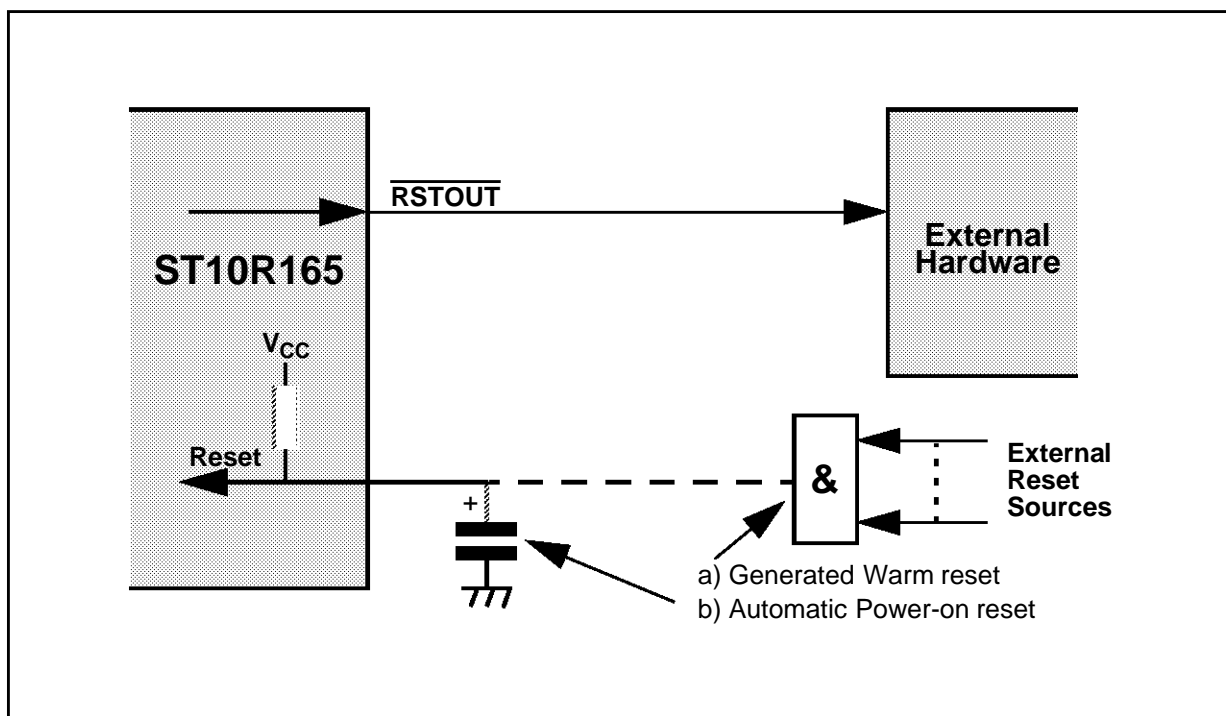 RSTOUT
External
Hardware
ST10R165
VCC
Reset
+
&
External
Reset
Sources
a) Generated Warm reset
b) Automatic Power-on reset